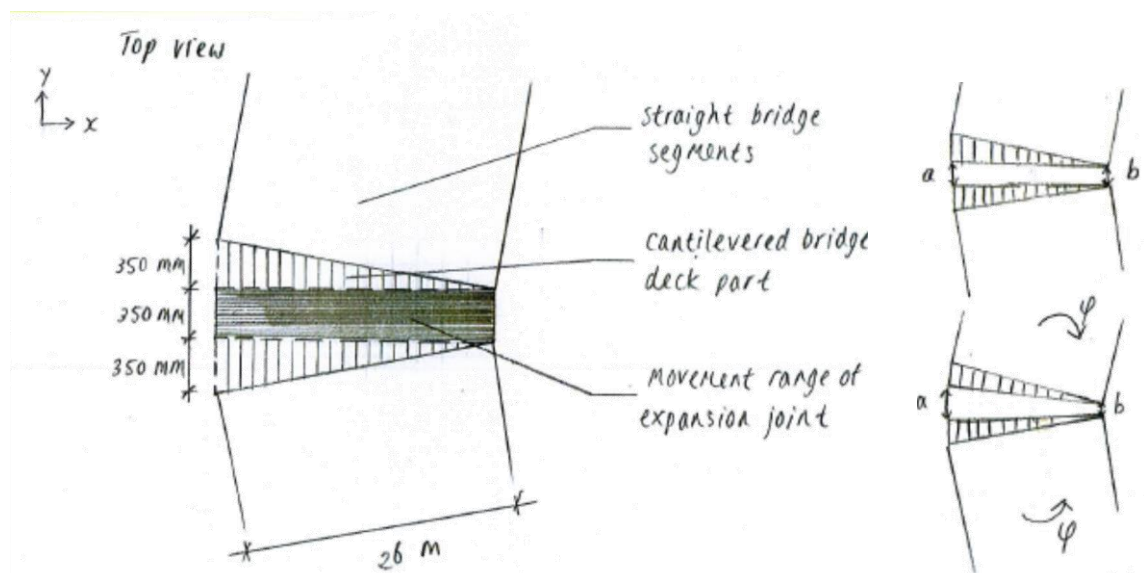 Top view
y
x
straight bridge
segments
cantilevered bridge
deck part
movement range of
expansion joint
350 mm
350 mm
350 mm
26 m
a
b
φ
a
b
φ